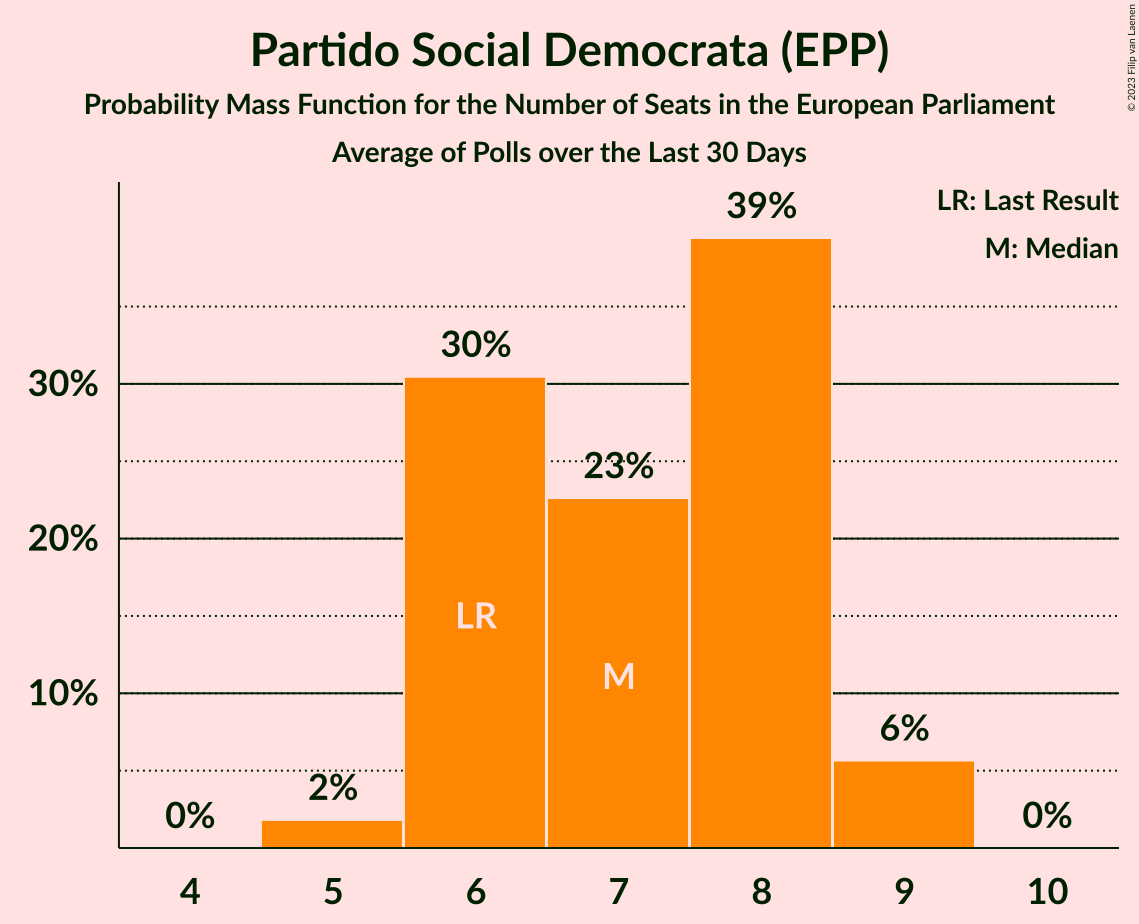 Partido Social Democrata (EPP)
Probability Mass Function for the Number of Seats in the European Parliament
Average of Polls over the Last 30 Days
© 2023 Filip van Laenen
LR: Last Result
M: Median
39%
30%
23%
6%
2%
0%
0%
LR
M
30%
20%
10%
4 5 6 7 8 9 10